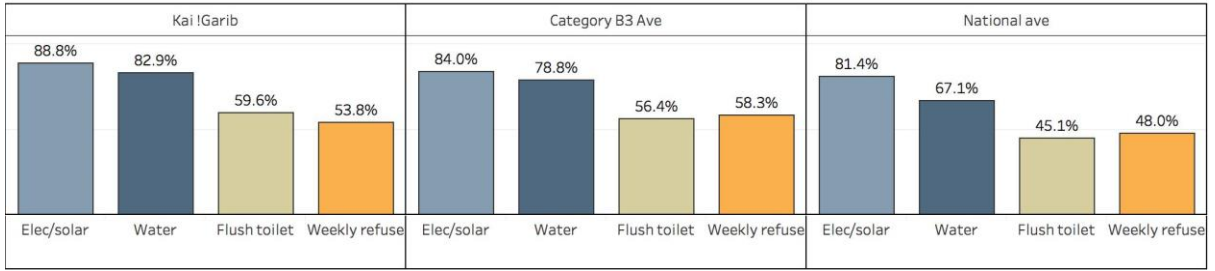 Kai !Garib
Category B3 Ave
National ave
88.8%
82.9%
59.6%
53.8%
84.0%
78.8%
56.4%
58.3%
81.4%
67.1%
45.1%
48.0%
Elec/solar
Water
Flush toilet
Weekly refuse
Elec/solar
Water
Flush toilet
Weekly refuse
Elec/solar
Water
Flush toilet
Weekly refuse